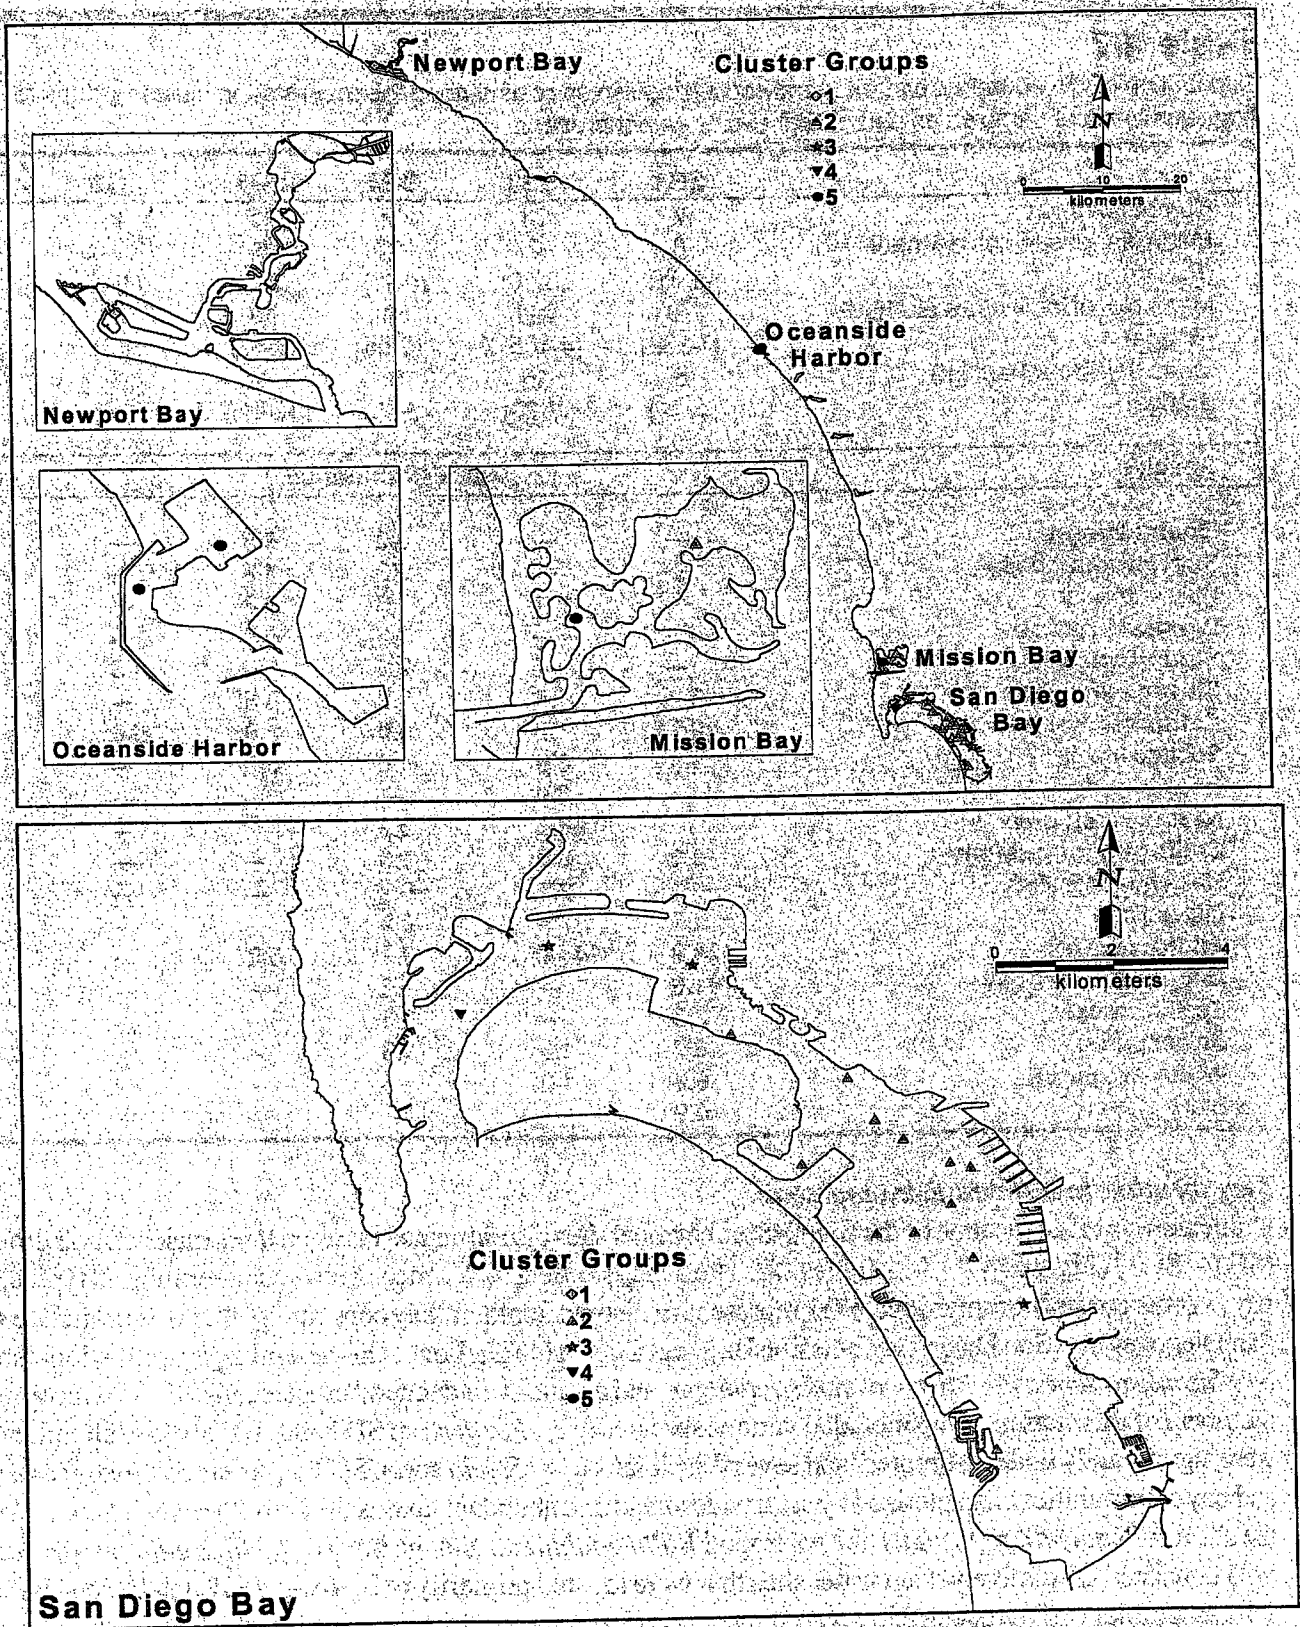 Newport Bay
Cluster Groups
1
2
3
4
5
N
0 10 20
kilometers
Newport Bay
Oceanside
Harbor
Oceanside Harbor
Mission Bay
Mission Bay
San Diego
Bay
N
0 2 4
kilometers
Cluster Groups
1
2
3
4
5
San Diego Bay